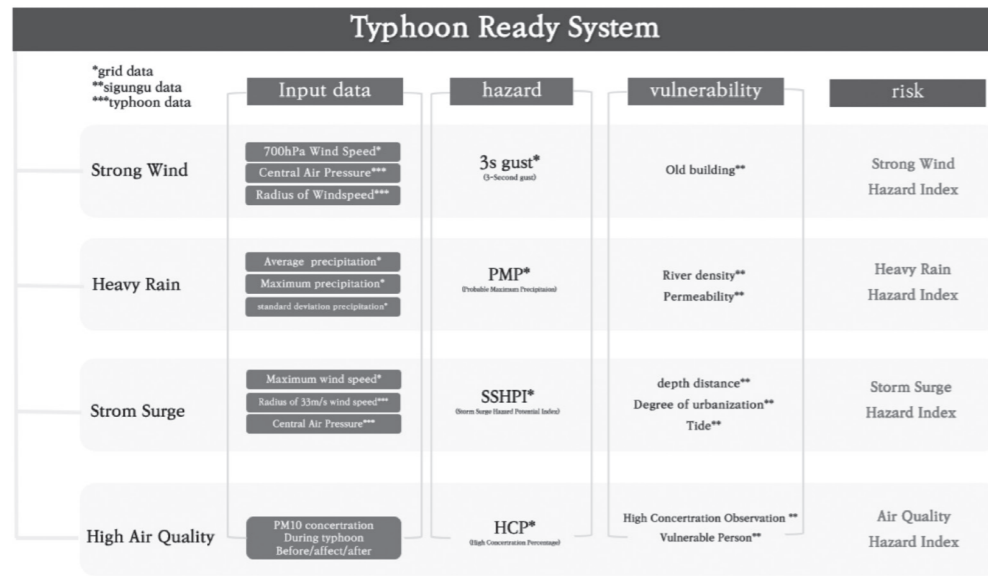 Typhoon Ready System
*grid data
**sigungu data
***typhoon data
Input data
hazard
vulnerability
risk
Strong Wind
700hPa Wind Speed*
Central Air Pressure***
Radius of Windspeed***
3s gust*
(3-Second gust)
Old building**
Strong Wind
Hazard Index
Heavy Rain
Average precipitation*
Maximum precipitation*
standard deviation precipitation*
PMP*
(Probable Maximum Precipitaion)
River density**
Permeability**
Heavy Rain
Hazard Index
Strom Surge
Maximum wind speed*
Radius of 33m/s wind speed***
Central Air Pressure***
SSHPI*
(Storm Surge Hazard Potential Index)
depth distance**
Degree of urbanization**
Tide**
Storm Surge
Hazard Index
High Air Quality
PM10 concertration
During typhoon
Before/affect/after
HCP*
(High Concentration Percentage)
High Concertration Observation **
Vulnerable Person**
Air Quality
Hazard Index